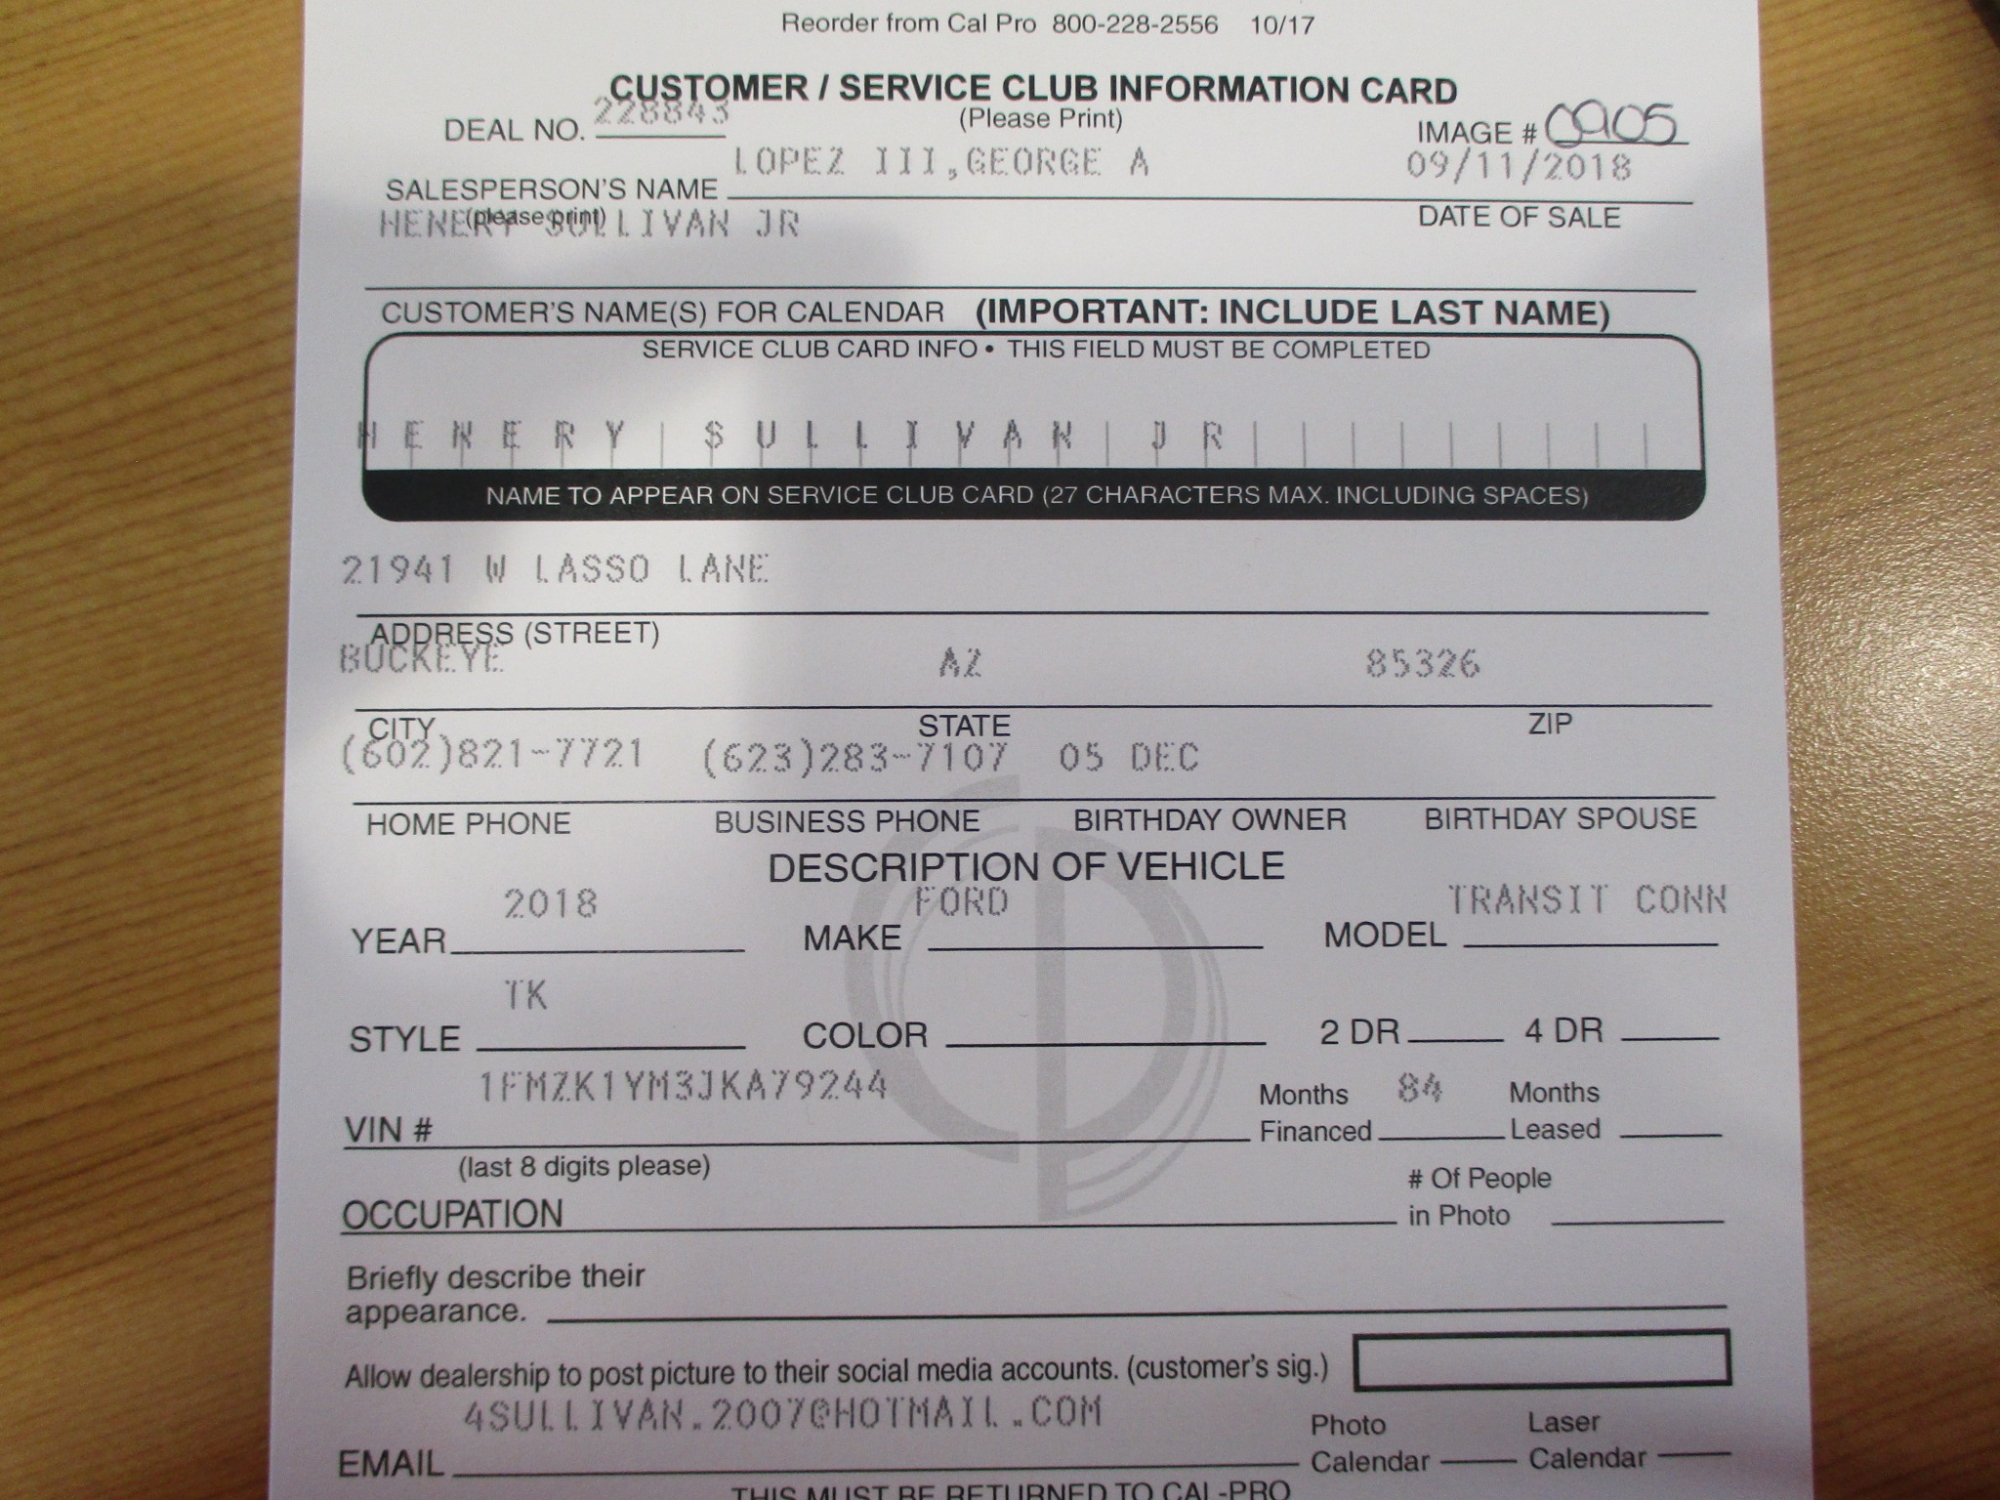 Reorder from Cal Pro 800-228-2556 10/17
CUSTOMER / SERVICE CLUB INFORMATION CARD
DEAL NO. 228843 (Please Print) IMAGE # 0905
LOPEZ III,GEORGE A 09/11/2018
SALESPERSON'S NAME DATE OF SALE
(please print)
HENERY SULLIVAN JR
CUSTOMER'S NAME(S) FOR CALENDAR (IMPORTANT: INCLUDE LAST NAME)
SERVICE CLUB CARD INFO • THIS FIELD MUST BE COMPLETED
HENERY SULLIVAN JR
NAME TO APPEAR ON SERVICE CLUB CARD (27 CHARACTERS MAX. INCLUDING SPACES)
21941 W LASSO LANE
ADDRESS (STREET)
BUCKEYE AZ 85326
CITY STATE ZIP
(602)821-7721 (623)283-7107 05 DEC
HOME PHONE BUSINESS PHONE BIRTHDAY OWNER BIRTHDAY SPOUSE
DESCRIPTION OF VEHICLE
2018 FORD TRANSIT CONN
YEAR MAKE MODEL
TK
STYLE COLOR 2 DR 4 DR
1FMZK1YM3JKA79244
VIN # Months Financed 84 Months Leased
(last 8 digits please)
OCCUPATION # Of People in Photo
Briefly describe their
appearance.
Allow dealership to post picture to their social media accounts. (customer's sig.)
4SULLIVAN.2007@HOTMAIL.COM
EMAIL Photo Calendar Laser Calendar
THIS MUST BE RETURNED TO CAL-PRO